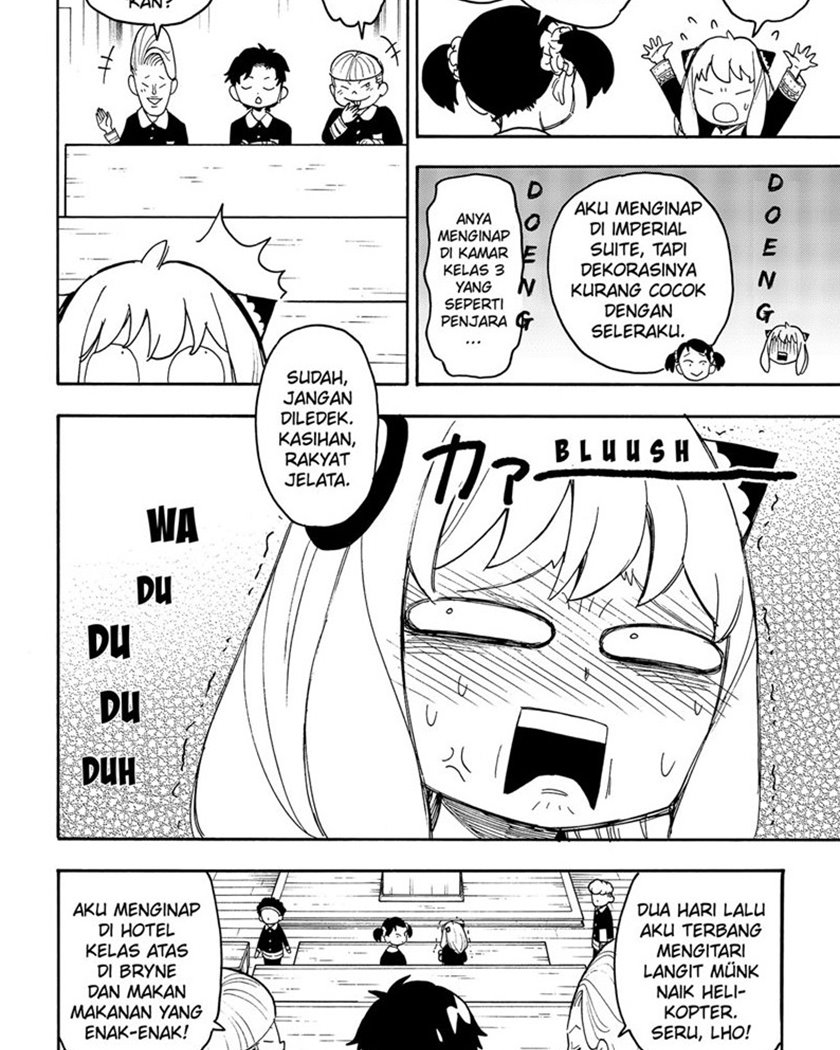 KAN?
AKU MENGINAP
DI IMPERIAL
SUITE, TAPI
DEKORASINYA
KURANG COCOK
DENGAN
SELERAKU.
DOENG
ANYA
MENGINAP
DI KAMAR
KELAS 3
YANG
SEPERTI
PENJARA
...
DOENG
SUDAH,
JANGAN
DILEDEK.
KASIHAN,
RAKYAT
JELATA.
カァ
BLUUSH
WA
DU
DU
DU
DUH
DUA HARI LALU
AKU TERBANG
MENGITARI
LANGIT MÜNK
NAIK HELI-
KOPTER.
SERU, LHO!
AKU MENGINAP
DI HOTEL
KELAS ATAS
DI BRYNE
DAN MAKAN
MAKANAN YANG
ENAK-ENAK!